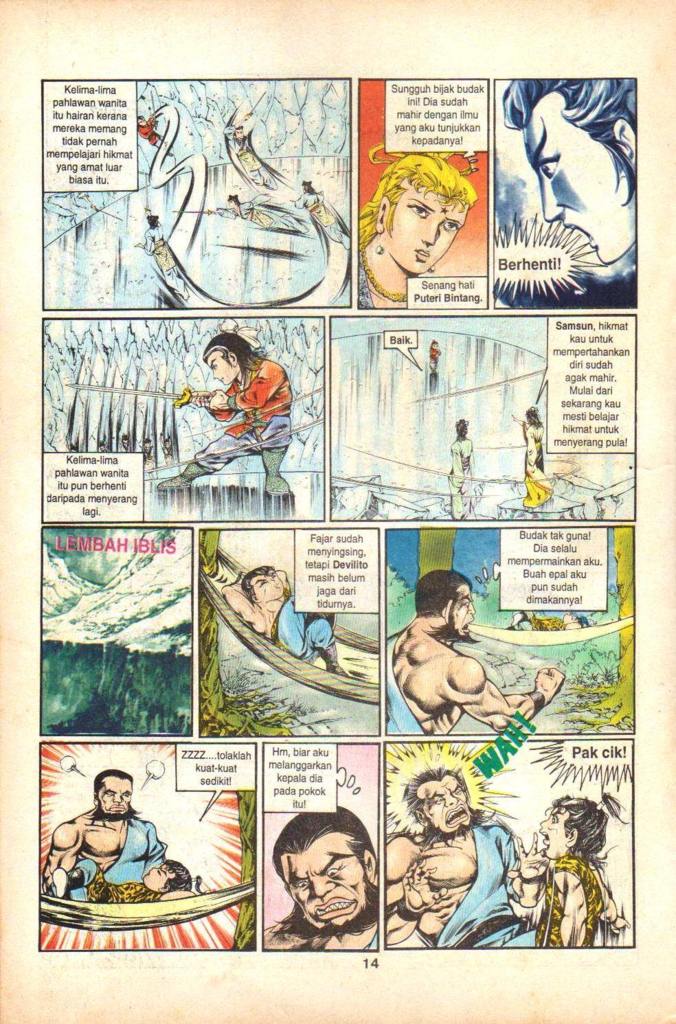 Kelima-lima
pahlawan wanita
itu hairan kerana
mereka memang
tidak pernah
mempelajari hikmat
yang amat luar
biasa itu.
Sungguh bijak budak
ini! Dia sudah
mahir dengan ilmu
yang aku tunjukkan
kepadanya!
Senang hati
Puteri Bintang.
Berhenti!
Kelima-lima
pahlawan wanita
itu pun berhenti
daripada menyerang
lagi.
Baik.
Samsun, hikmat
kau untuk
mempertahankan
diri sudah
agak mahir.
Mulai dari
sekarang kau
mesti belajar
hikmat untuk
menyerang pula!
LEMBAH IBLIS
Fajar sudah
menyingsing,
tetapi Devilito
masih belum
jaga dari
tidurnya.
Budak tak guna!
Dia selalu
mempermainkan aku.
Buah epal aku
pun sudah
dimakannya!
ZZZZ....tolaklah
kuat-kuat
sedikit!
Hm, biar aku
melanggarkan
kepala dia
pada pokok
itu!
WAH!
Pak cik!
14